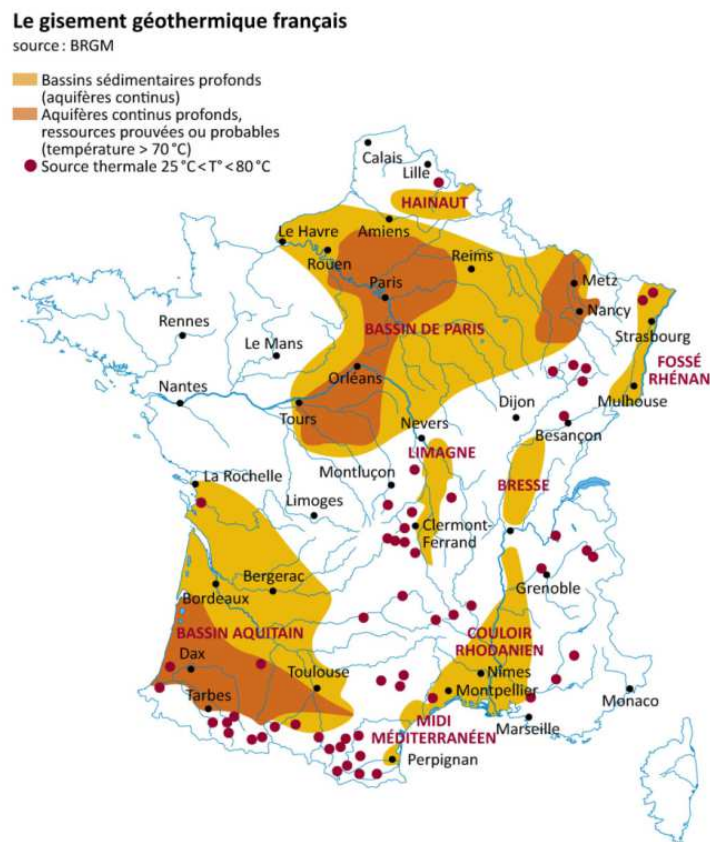 Le gisement géothermique français
source : BRGM
Bassins sédimentaires profonds
(aquifères continus)
Aquifères continus profonds,
ressources prouvées ou probables
(température > 70 °C)
Source thermale 25 °C < T° < 80 °C
Calais
Lille
HAINAUT
Amiens
Le Havre
Rouen
Reims
Paris
Metz
Nancy
BASSIN DE PARIS
Strasbourg
Rennes
Le Mans
FOSSÉ
RHÉNAN
Orléans
Mulhouse
Nantes
Tours
Dijon
Besançon
Nevers
LIMAGNE
Montluçon
BRESSE
La Rochelle
Limoges
Clermont-
Ferrand
Bergerac
Grenoble
Bordeaux
BASSIN AQUITAIN
COULOIR
RHODANIEN
Dax
Toulouse
Nîmes
Tarbes
Montpellier
Monaco
MIDI
MÉDITERRANÉEN
Marseille
Perpignan